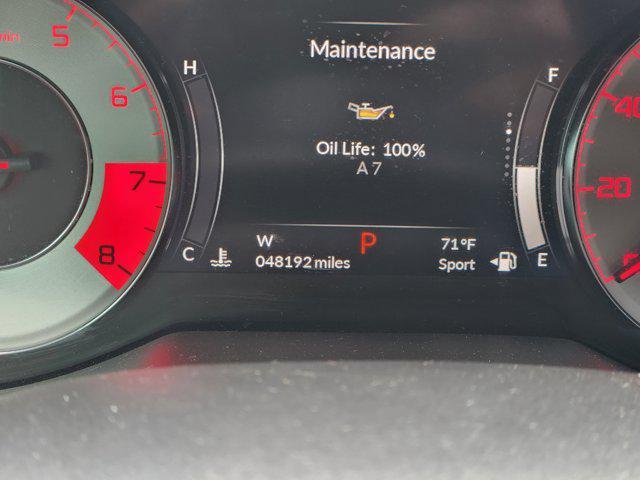 Maintenance
Oil Life: 100%
A 7
H
F
C
E
W
P
71°F
048192 miles
Sport
5
6
7
8
40
20